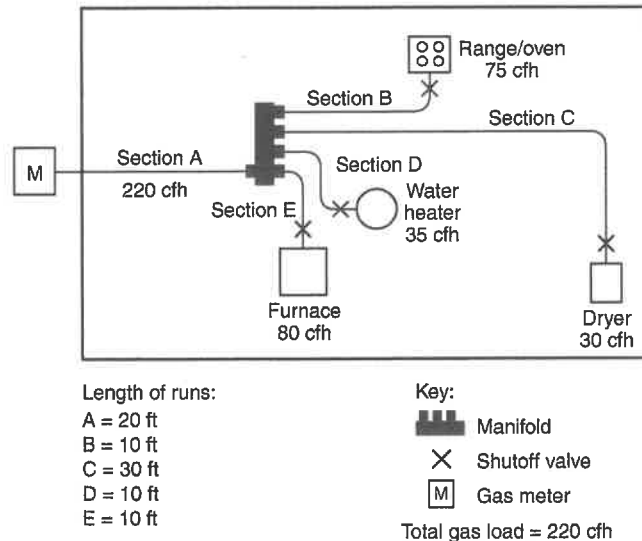 Range/oven
75 cfh
Section B
Section C
Section A
220 cfh
M
Section D
Water
heater
35 cfh
Section E
Furnace
80 cfh
Dryer
30 cfh
Length of runs:
A = 20 ft
B = 10 ft
C = 30 ft
D = 10 ft
E = 10 ft
Key:
Manifold
Shutoff valve
M Gas meter
Total gas load = 220 cfh